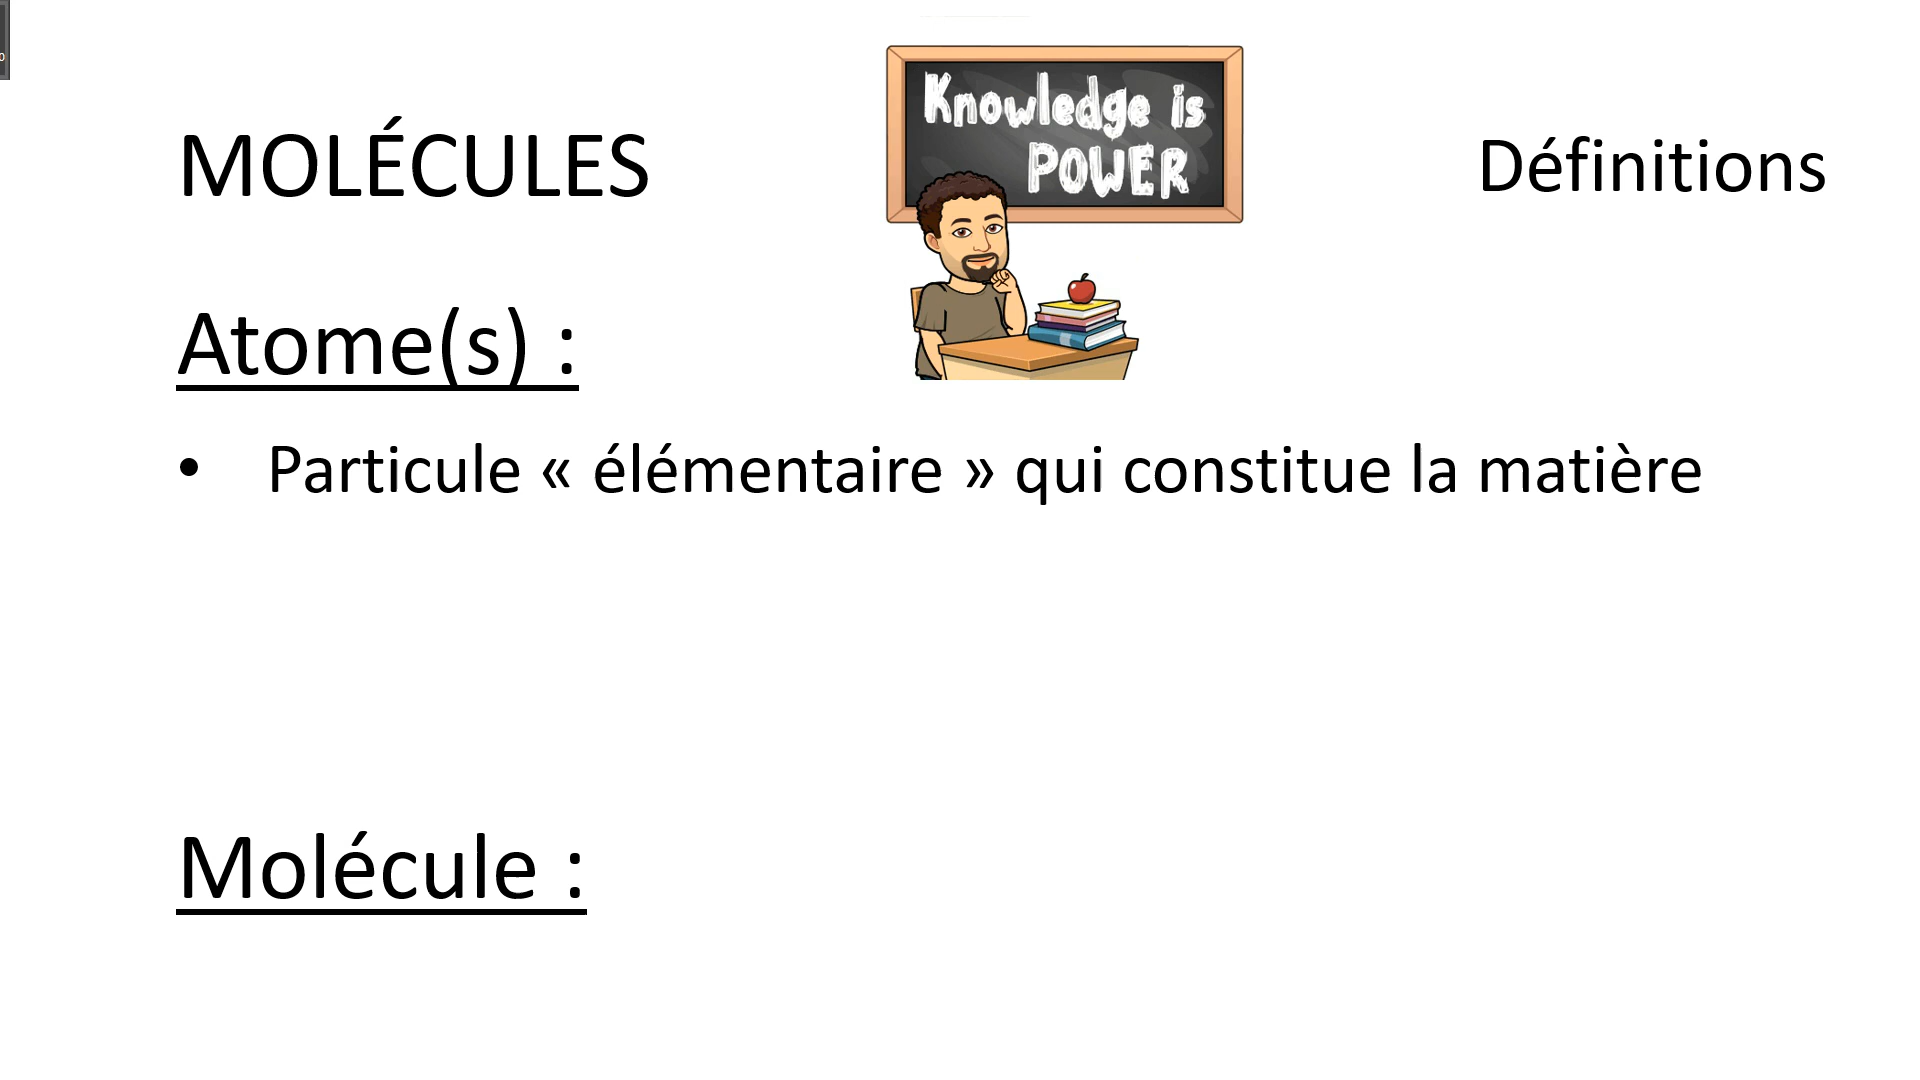 Knowledge is
POWER
MOLÉCULES
Définitions
Atome(s) :
• Particule « élémentaire » qui constitue la matière
Molécule :